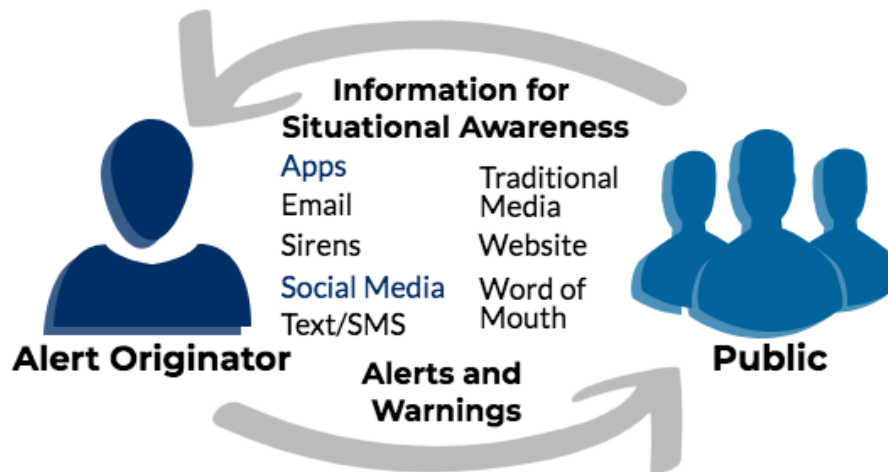 Information for
Situational Awareness
Apps
Email
Sirens
Social Media
Text/SMS
Traditional
Media
Website
Word of
Mouth
Alert Originator
Public
Alerts and
Warnings